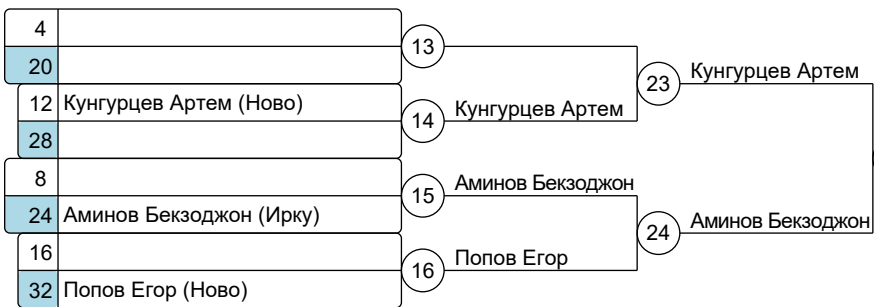 4
13
20
Кунгурцев Артем
23
12 Кунгурцев Артем (Ново)
Кунгурцев Артем
14
28
8
Аминов Бекзоджон
15
24 Аминов Бекзоджон (Ирку)
Аминов Бекзоджон
24
16
Попов Егор
16
32 Попов Егор (Ново)